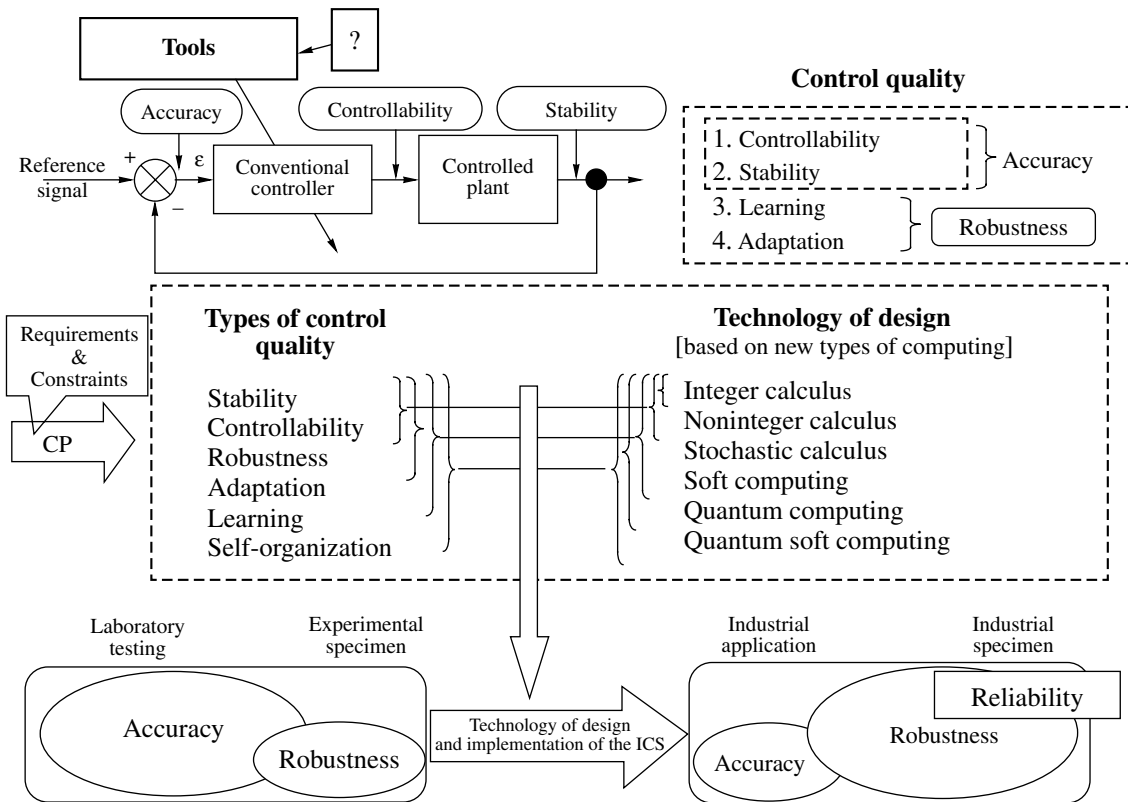 Tools
?
Accuracy
Controllability
Stability
Reference
signal
+
−
ε
Conventional
controller
Controlled
plant
Control quality
1. Controllability
2. Stability
Accuracy
3. Learning
4. Adaptation
Robustness
Requirements
&
Constraints
CP
Types of control
quality
Stability
Controllability
Robustness
Adaptation
Learning
Self-organization
Technology of design
[based on new types of computing]
Integer calculus
Noninteger calculus
Stochastic calculus
Soft computing
Quantum computing
Quantum soft computing
Laboratory
testing
Experimental
specimen
Accuracy
Robustness
Technology of design
and implementation of the ICS
Industrial
application
Industrial
specimen
Reliability
Robustness
Accuracy